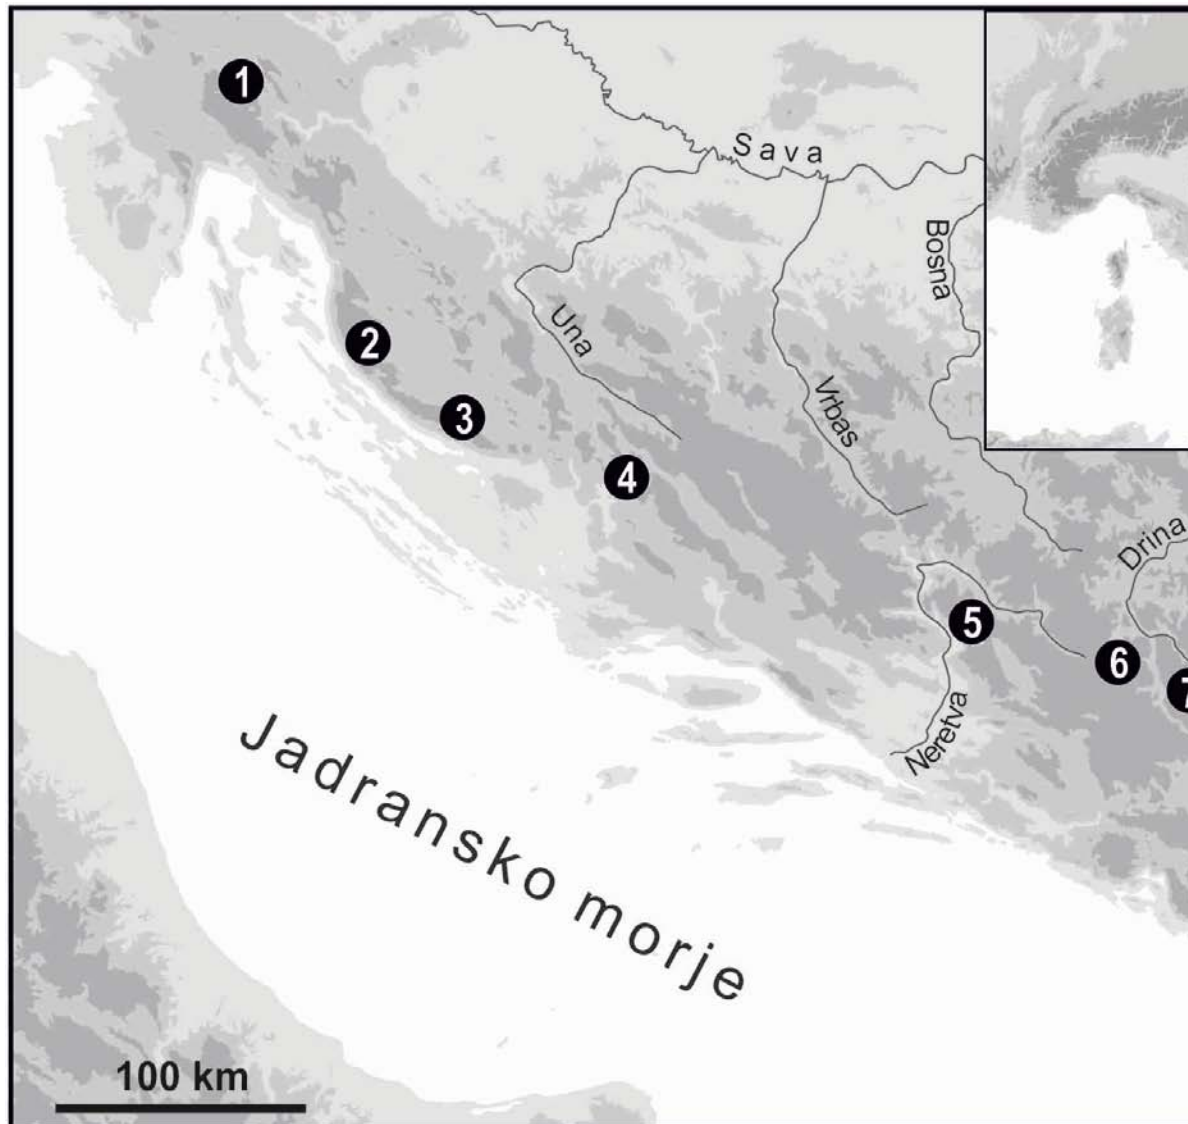 1
Sava
Bosna
2
Una
3
Vrbas
4
Drina
5
6
7
Neretva
Jadransko morje
100 km